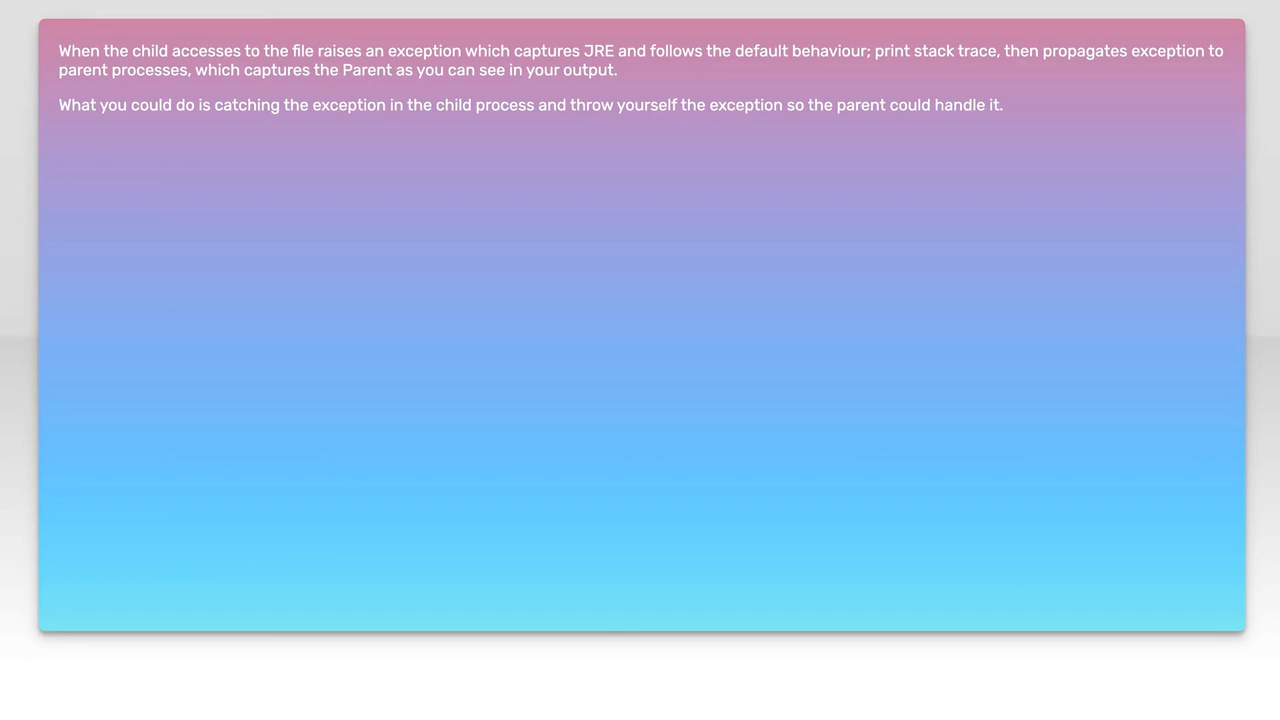 When the child accesses to the file raises an exception which captures JRE and follows the default behaviour; print stack trace, then propagates exception to
parent processes, which captures the Parent as you can see in your output.
What you could do is catching the exception in the child process and throw yourself the exception so the parent could handle it.